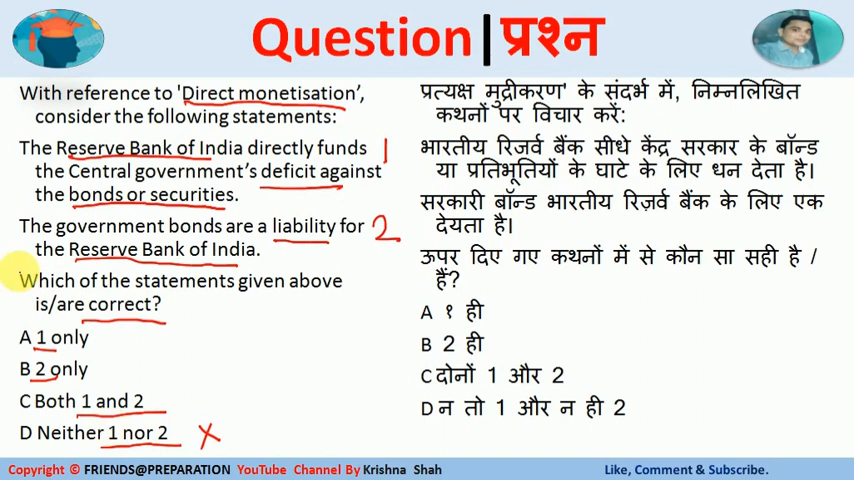 Question|प्रश्न
With reference to 'Direct monetisation',
consider the following statements:
The Reserve Bank of India directly funds 1
the Central government's deficit against
the bonds or securities.
The government bonds are a liability for 2
the Reserve Bank of India.
Which of the statements given above
is/are correct?
A 1 only
B 2 only
C Both 1 and 2
D Neither 1 nor 2 X
प्रत्यक्ष मुद्रीकरण' के संदर्भ में, निम्नलिखित
कथनों पर विचार करें:
भारतीय रिजर्व बैंक सीधे केंद्र सरकार के बॉन्ड
या प्रतिभूतियों के घाटे के लिए धन देता है।
सरकारी बॉन्ड भारतीय रिज़र्व बैंक के लिए एक
देयता है।
ऊपर दिए गए कथनों में से कौन सा सही है /
हैं?
A १ ही
B 2 ही
C दोनों 1 और 2
D न तो 1 और न ही 2
Copyright © FRIENDS@PREPARATION YouTube Channel By Krishna Shah
Like, Comment & Subscribe.